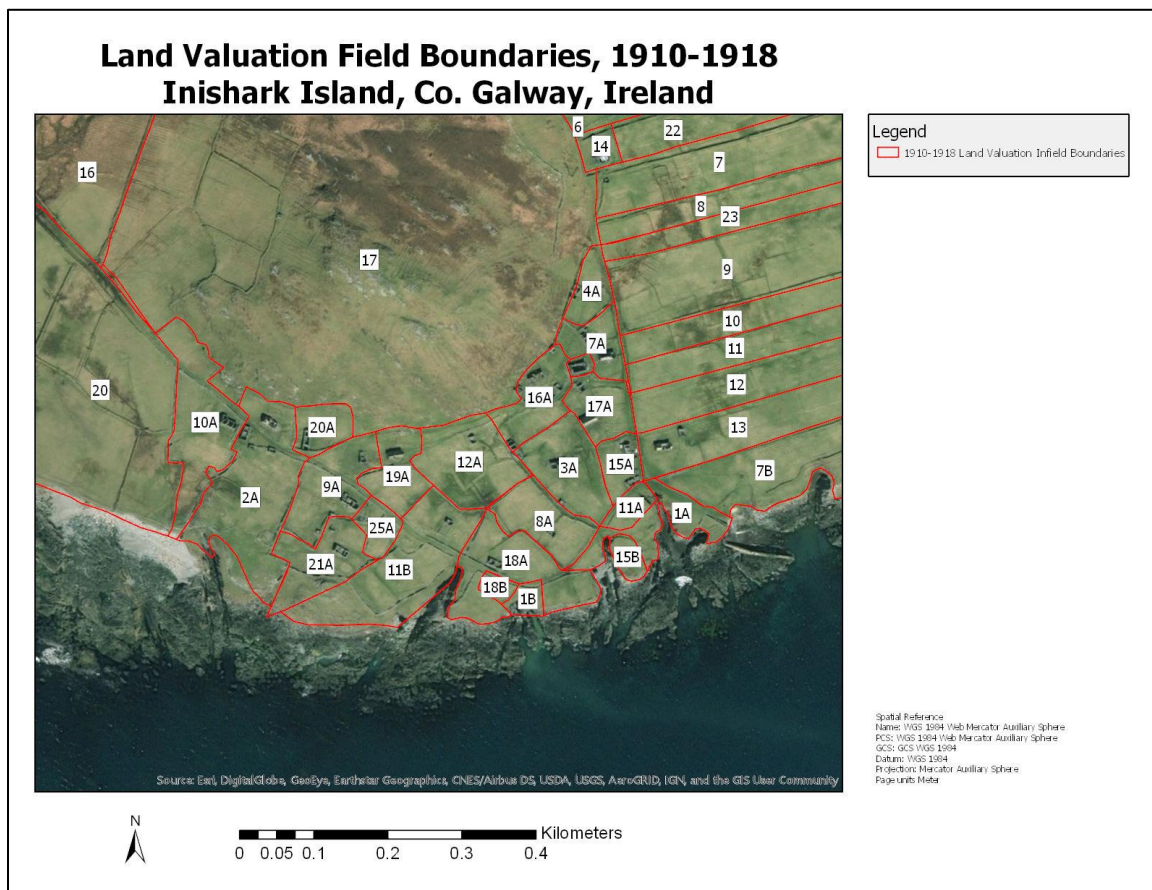 Land Valuation Field Boundaries, 1910-1918
Inishark Island, Co. Galway, Ireland
Legend
1910-1918 Land Valuation Infield Boundaries
6
22
14
7
16
8
23
17
9
4A
10
7A
11
12
20
16A
17A
10A
20A
13
12A
3A
15A
7B
19A
9A
2A
11A
1A
8A
25A
15B
18A
21A
11B
18B
1B
Source: Esri, DigitalGlobe, GeoEye, Earthstar Geographics, CNES/Airbus DS, USDA, USGS, AeroGRID, IGN, and the GIS User Community
Spatial Reference
Name: WGS 1984 Web Mercator Auxiliary Sphere
PCS: WGS 1984 Web Mercator Auxiliary Sphere
GCS: GCS WGS 1984
Datum: WGS 1984
Projection: Mercator Auxiliary Sphere
Page units Meter
N
Kilometers
0 0.05 0.1 0.2 0.3 0.4